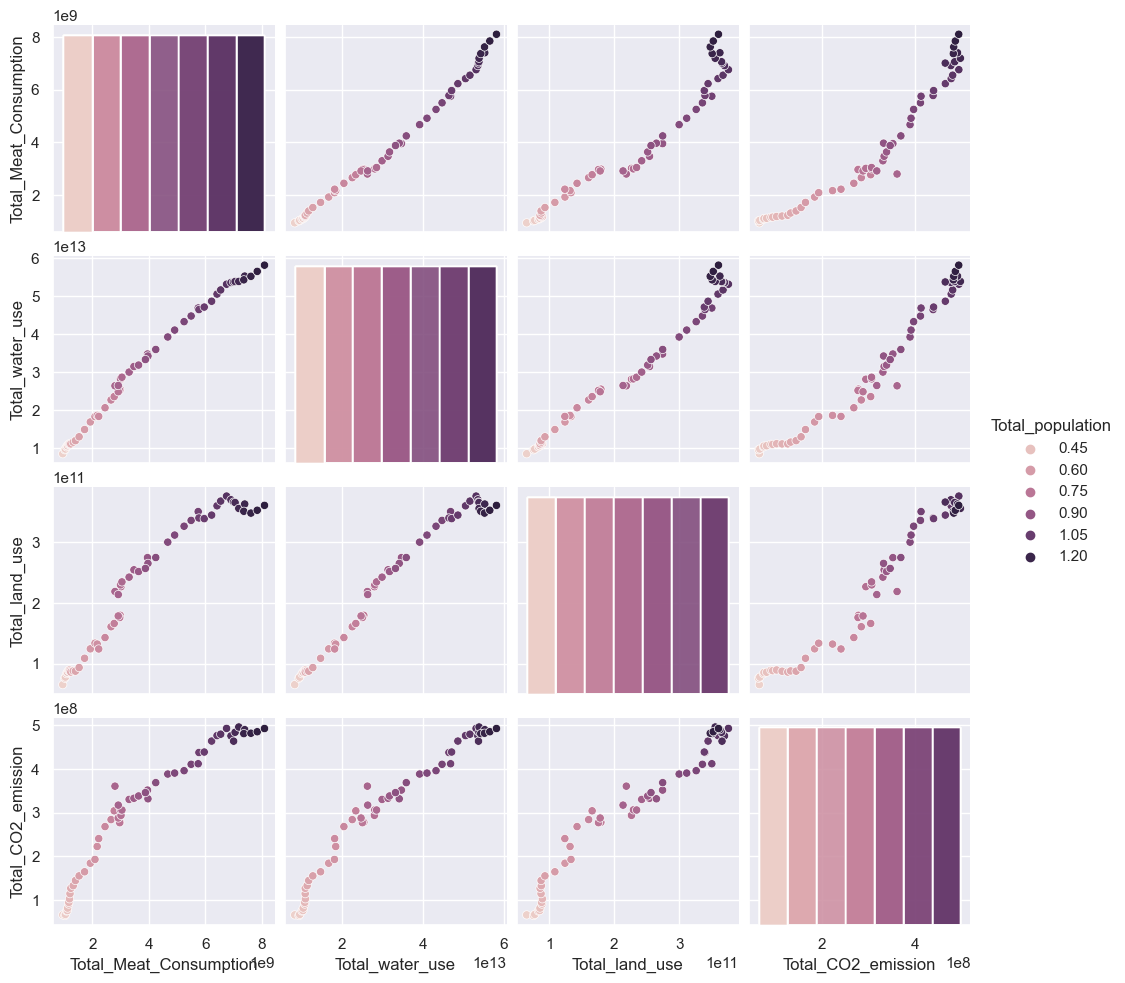 1e9
8
6
4
2
Total_Meat_Consumption
1e13
6
5
4
3
2
1
Total_water_use
Total_population
0.45
0.60
0.75
0.90
1.05
1.20
1e11
3
2
1
Total_land_use
1e8
5
4
3
2
1
Total_CO2_emission
2 4 6 8
1e9
Total_Meat_Consumption
2 4 6
1e13
Total_water_use
1 2 3
1e11
Total_land_use
2 4
1e8
Total_CO2_emission